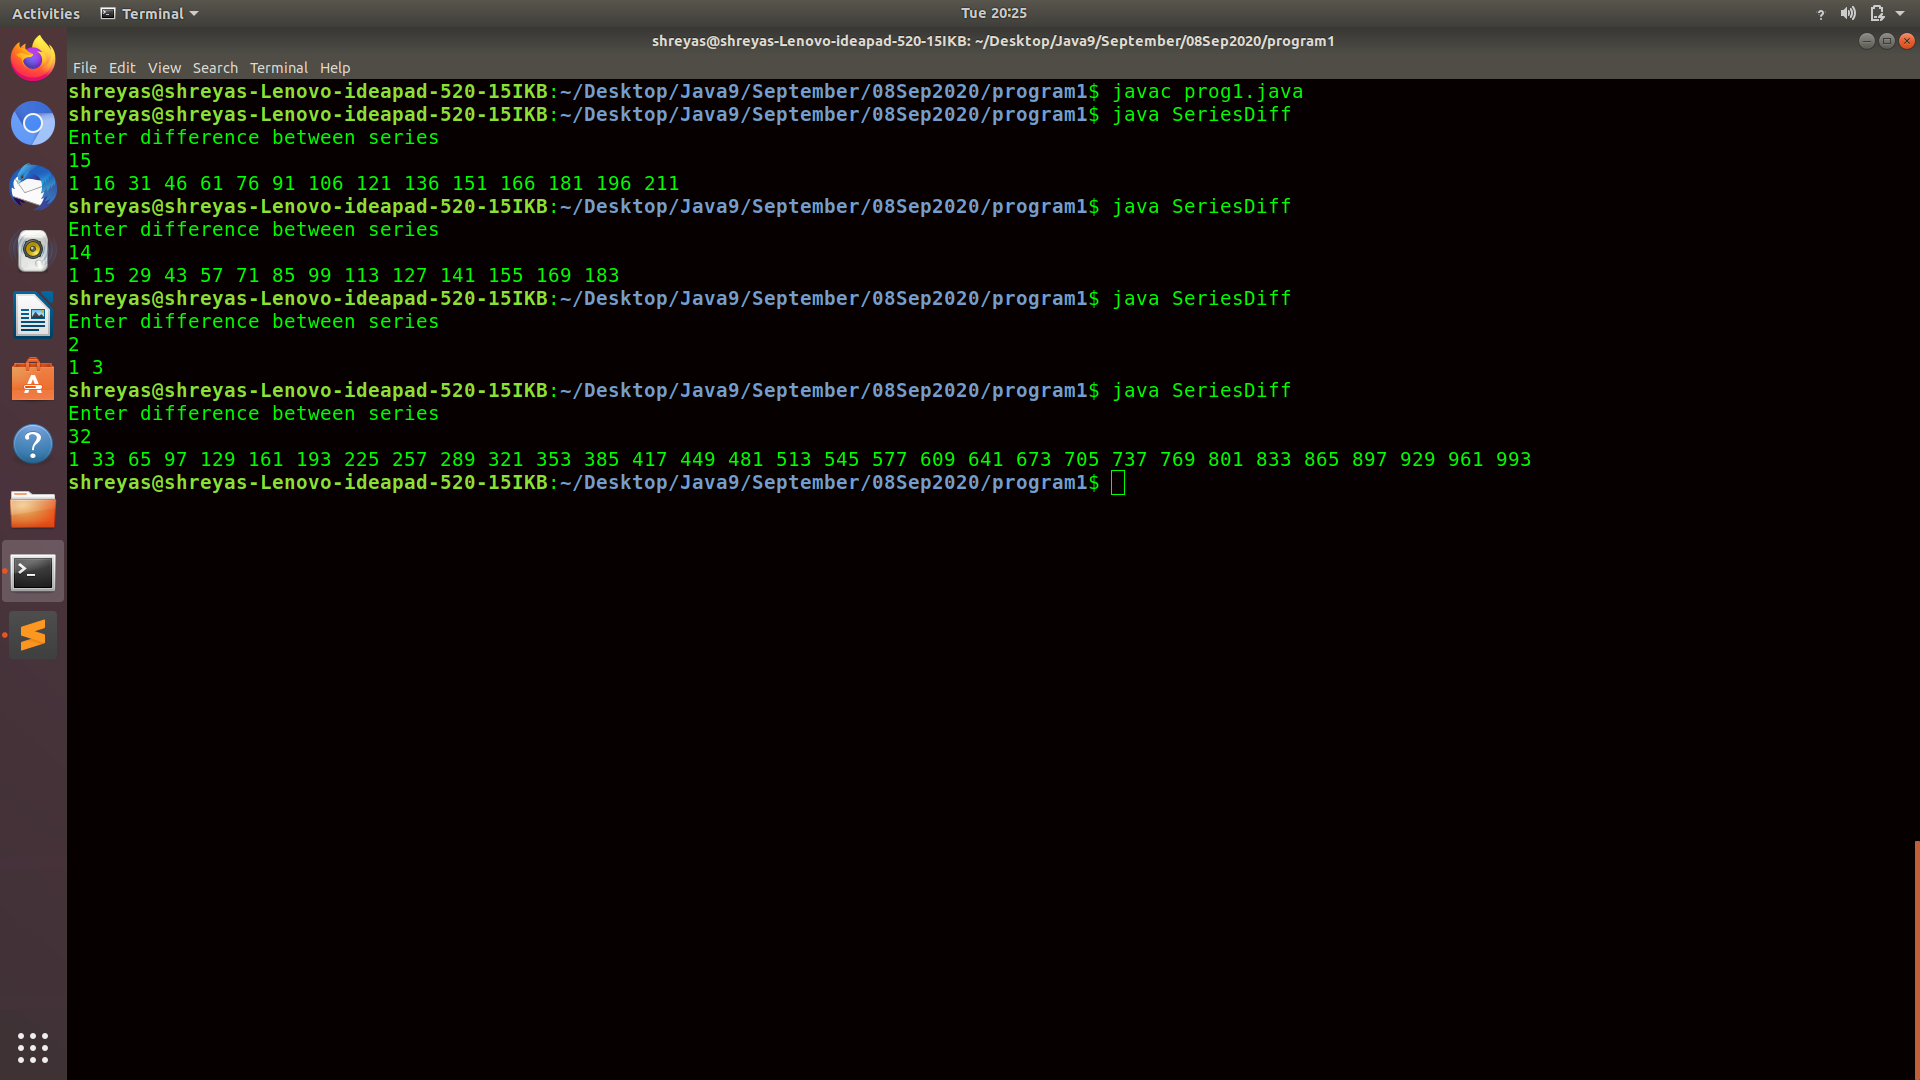 Activities Terminal Tue 20:25 ?
shreyas@shreyas-Lenovo-ideapad-520-15IKB: ~/Desktop/Java9/September/08Sep2020/program1
File Edit View Search Terminal Help
shreyas@shreyas-Lenovo-ideapad-520-15IKB:~/Desktop/Java9/September/08Sep2020/program1$ javac prog1.java
shreyas@shreyas-Lenovo-ideapad-520-15IKB:~/Desktop/Java9/September/08Sep2020/program1$ java SeriesDiff
Enter difference between series
15
1 16 31 46 61 76 91 106 121 136 151 166 181 196 211
shreyas@shreyas-Lenovo-ideapad-520-15IKB:~/Desktop/Java9/September/08Sep2020/program1$ java SeriesDiff
Enter difference between series
14
1 15 29 43 57 71 85 99 113 127 141 155 169 183
shreyas@shreyas-Lenovo-ideapad-520-15IKB:~/Desktop/Java9/September/08Sep2020/program1$ java SeriesDiff
Enter difference between series
2
1 3
shreyas@shreyas-Lenovo-ideapad-520-15IKB:~/Desktop/Java9/September/08Sep2020/program1$ java SeriesDiff
Enter difference between series
32
1 33 65 97 129 161 193 225 257 289 321 353 385 417 449 481 513 545 577 609 641 673 705 737 769 801 833 865 897 929 961 993
shreyas@shreyas-Lenovo-ideapad-520-15IKB:~/Desktop/Java9/September/08Sep2020/program1$